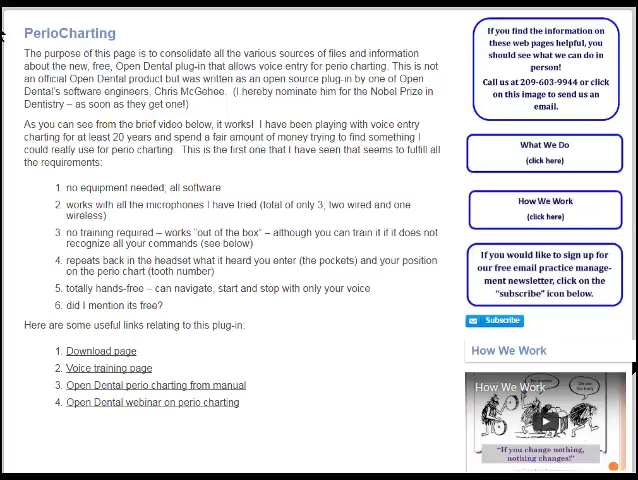 PerioCharting
The purpose of this page is to consolidate all the various sources of files and information
about the new, free, Open Dental plug-in that allows voice entry for perio charting. This is not
an official Open Dental product but was written as an open source plug-in by one of Open
Dental's software engineers, Chris McGehee.  (I hereby nominate him for the Nobel Prize in
Dentistry – as soon as they get one!)
As you can see from the brief video below, it works!  I have been playing with voice entry
charting for at least 20 years and spend a fair amount of money trying to find something I
could really use for perio charting.  This is the first one that I have seen that seems to fulfill all
the requirements:
1. no equipment needed; all software
2. works with all the microphones I have tried (total of only 3; two wired and one
wireless)
3. no training required – works "out of the box" – although you can train it if it does not
recognize all your commands (see below)
4. repeats back in the headset what it heard you enter (the pockets) and your position
on the perio chart (tooth number)
5. totally hands-free – can navigate, start and stop with only your voice
6. did I mention its free?
Here are some useful links relating to this plug-in:
1. Download page
2. Voice training page
3. Open Dental perio charting from manual
4. Open Dental webinar on perio charting
If you find the information on
these web pages helpful, you
should see what we can do in
person!
Call us at 209-603-9944 or click
on this image to send us an
email.
What We Do
(click here)
How We Work
(click here)
If you would like to sign up for
our free email practice manage-
ment newsletter, click on the
"subscribe" icon below.
Subscribe
How We Work
How We Work
"If you change nothing,
nothing changes!"